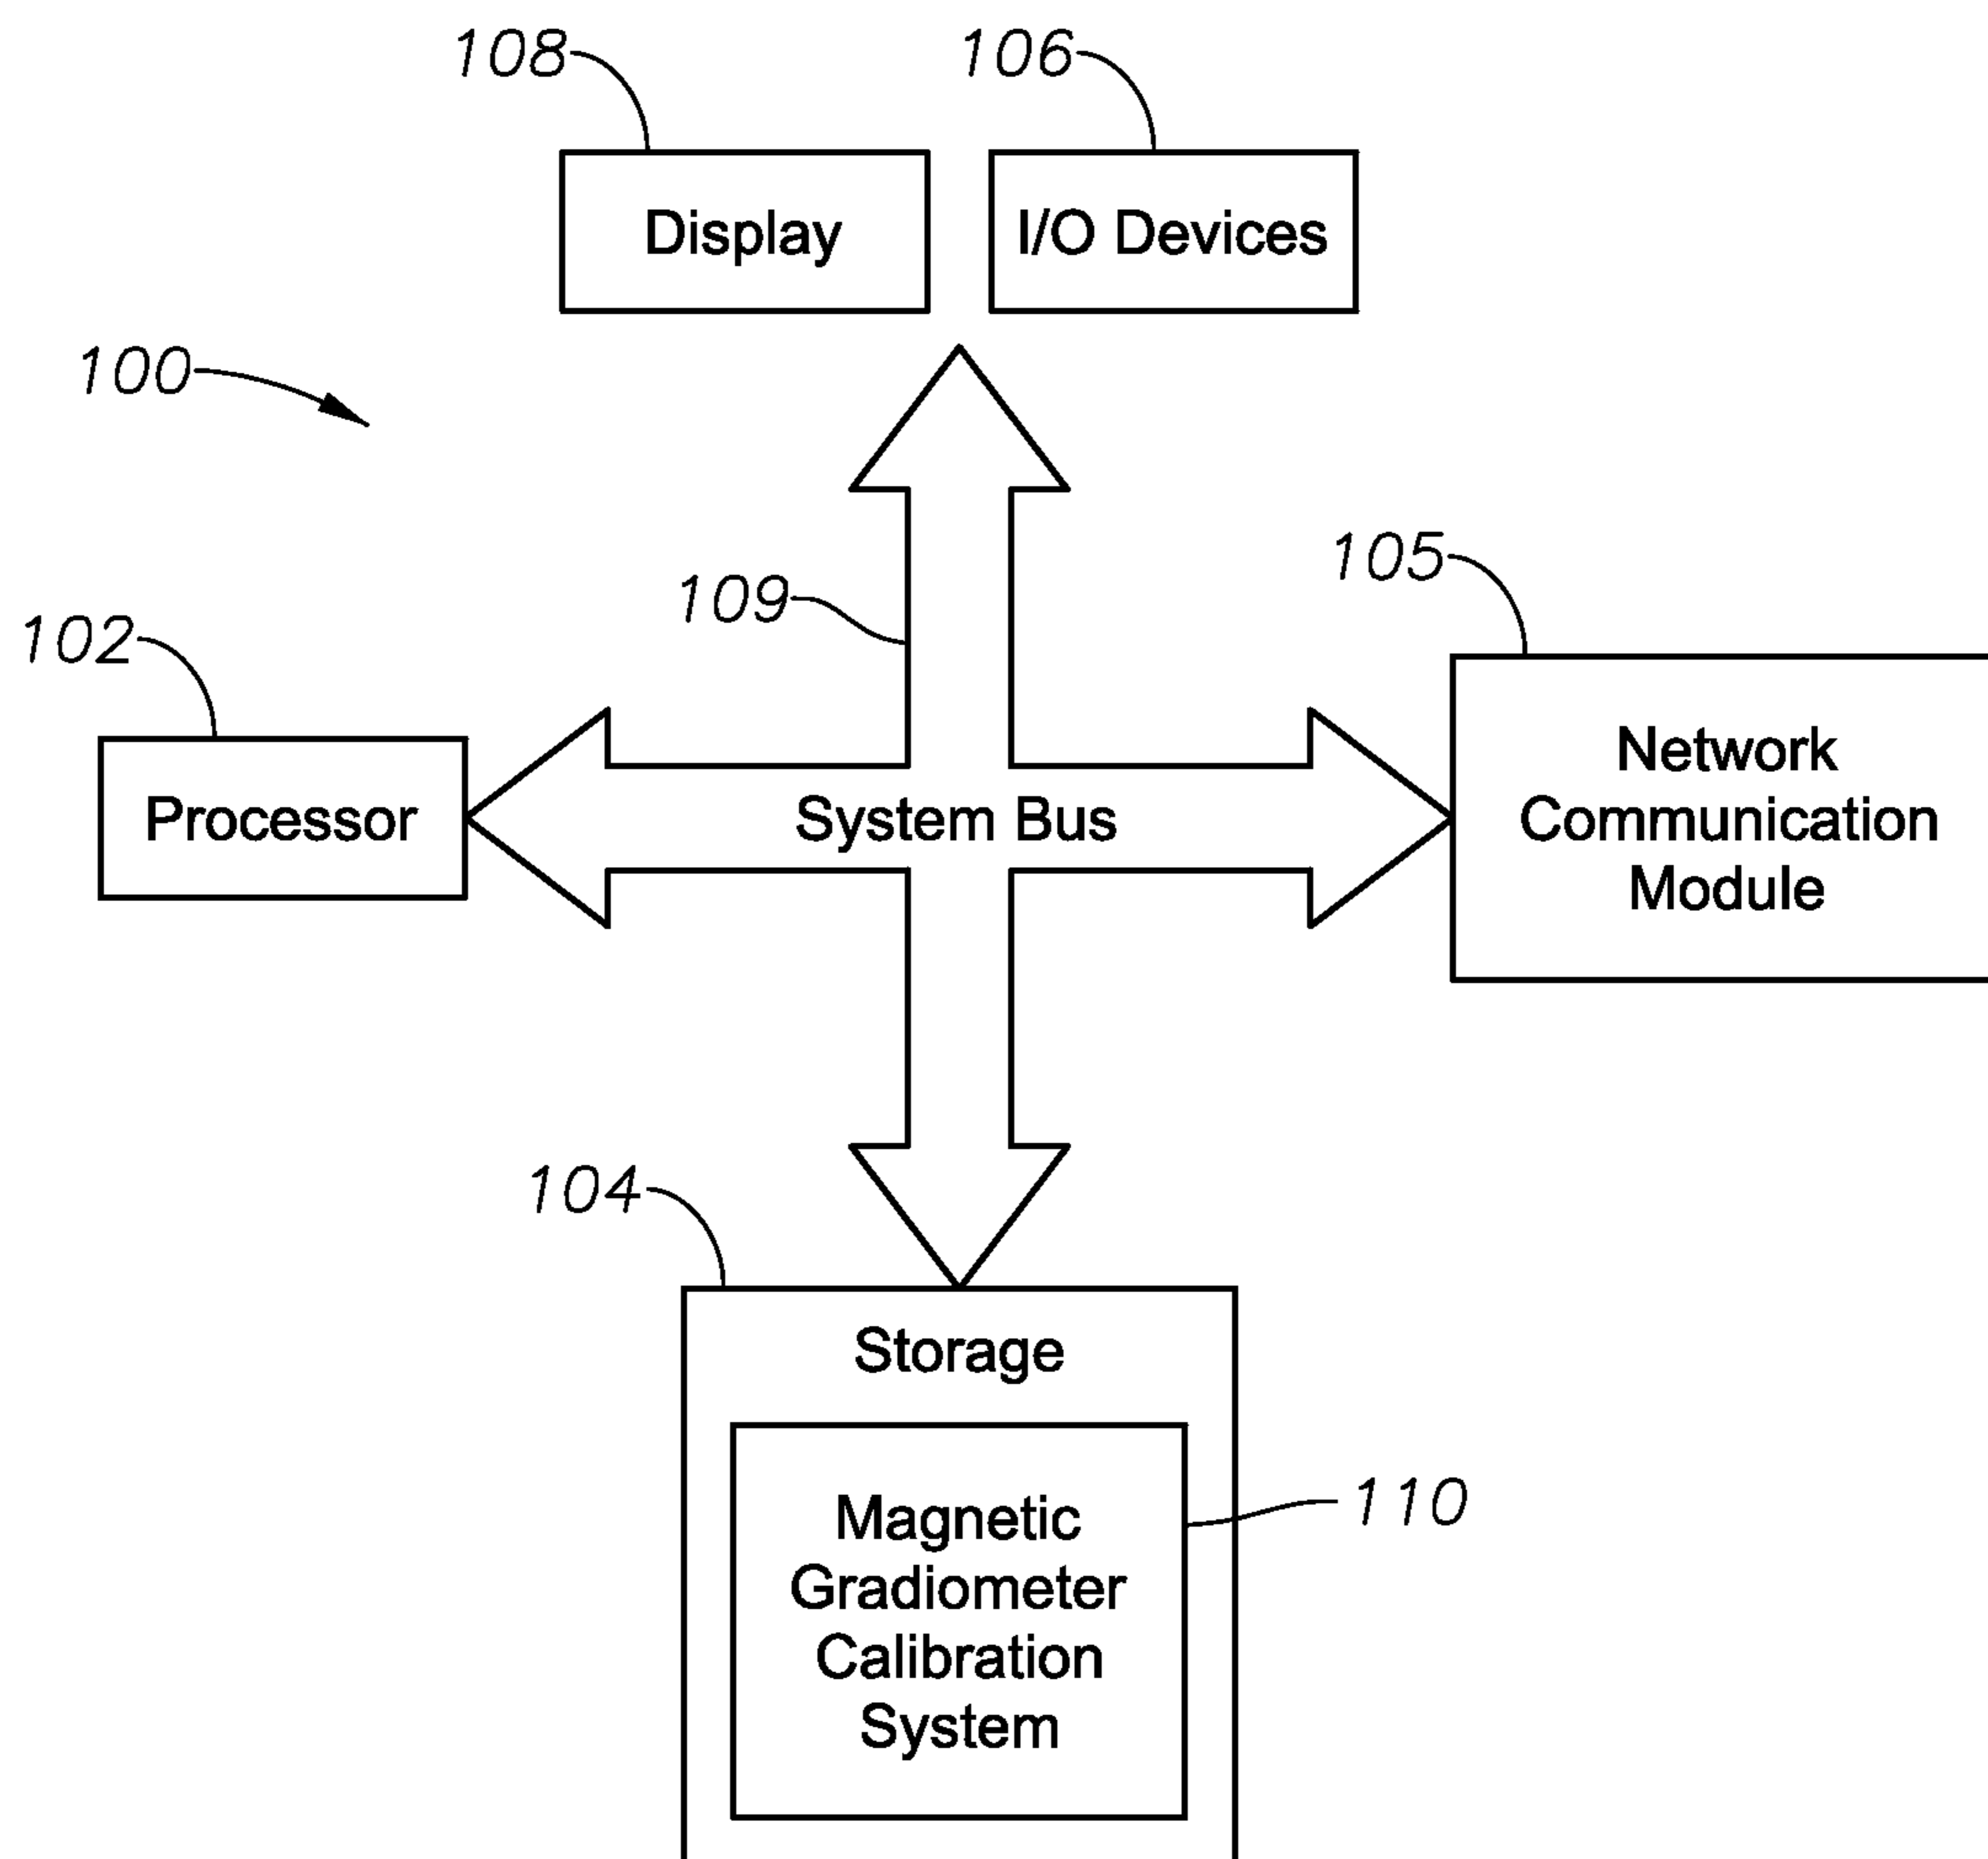 108
106
Display
I/O Devices
100
105
109
102
Network
Communication
Module
Processor
System Bus
104
Storage
110
Magnetic
Gradiometer
Calibration
System